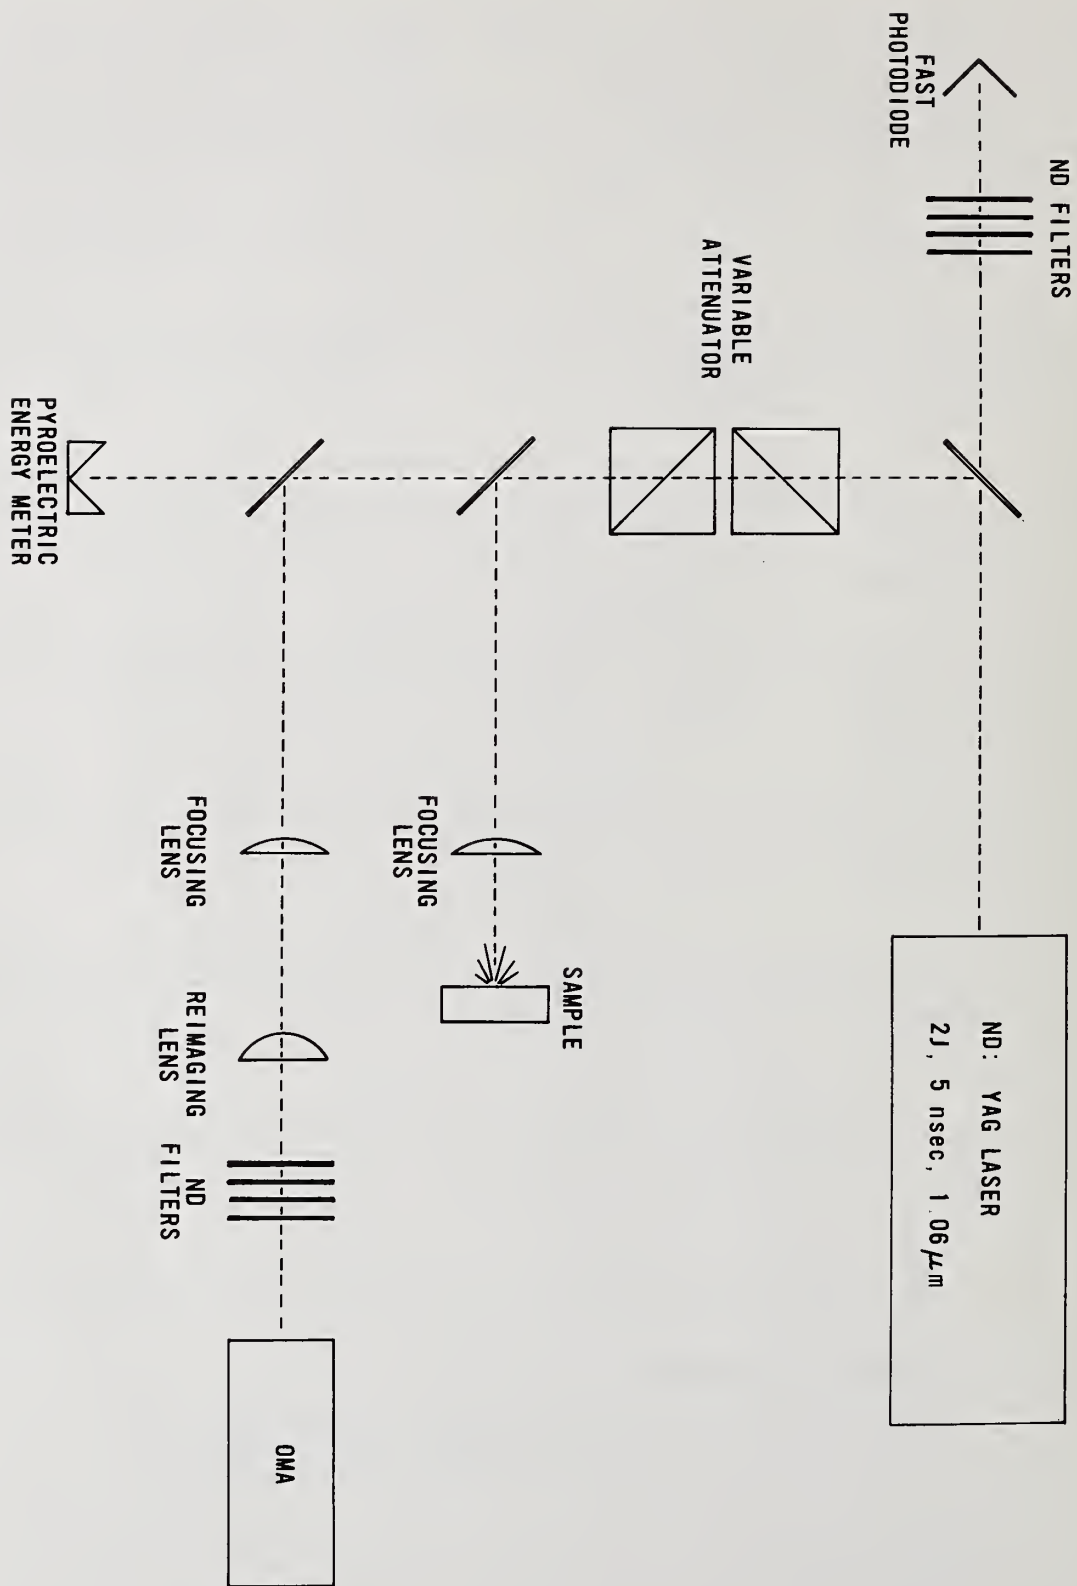 FAST
PHOTODIODE
ND FILTERS
VARIABLE
ATTENUATOR
ND: YAG LASER
2J, 5 nsec, 1.06μm
PYROELECTRIC
ENERGY METER
FOCUSING
LENS
SAMPLE
FOCUSING
LENS
REIMAGING
LENS
ND
FILTERS
OMA